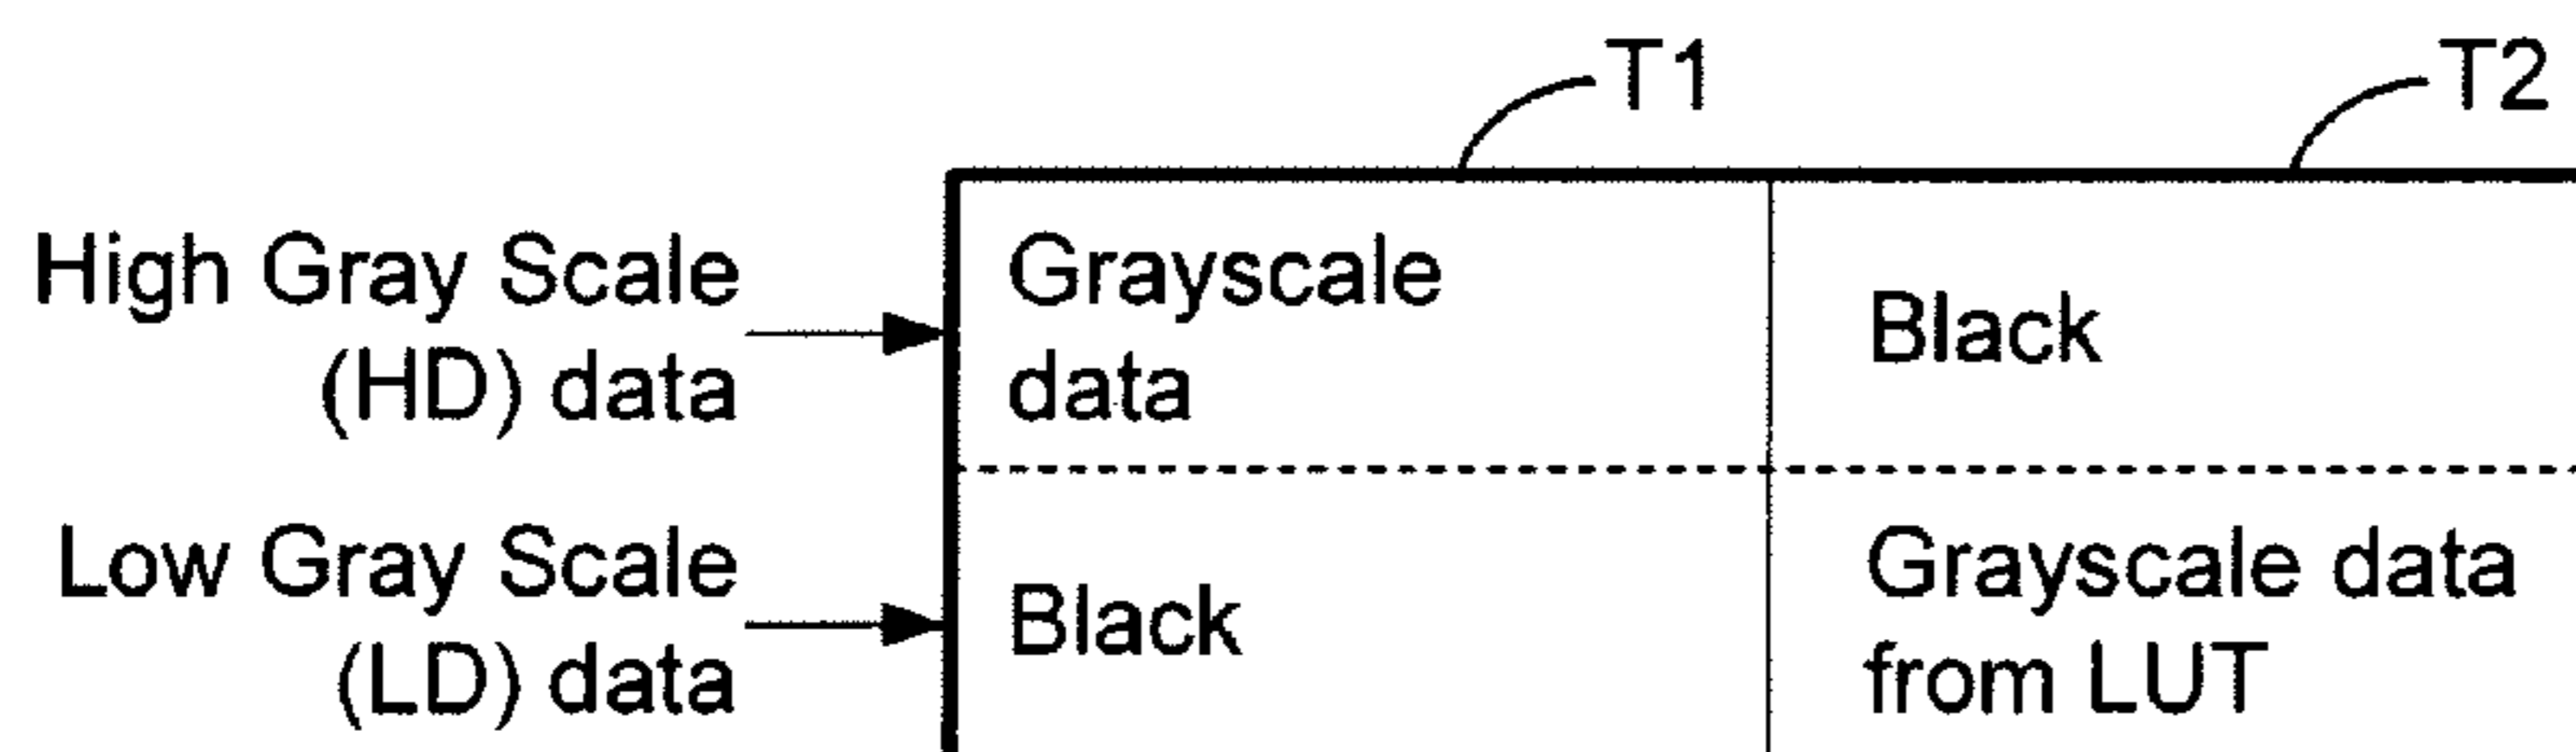 T1
T2
High Gray Scale
(HD) data
Grayscale
data
Black
Low Gray Scale
(LD) data
Black
Grayscale data
from LUT